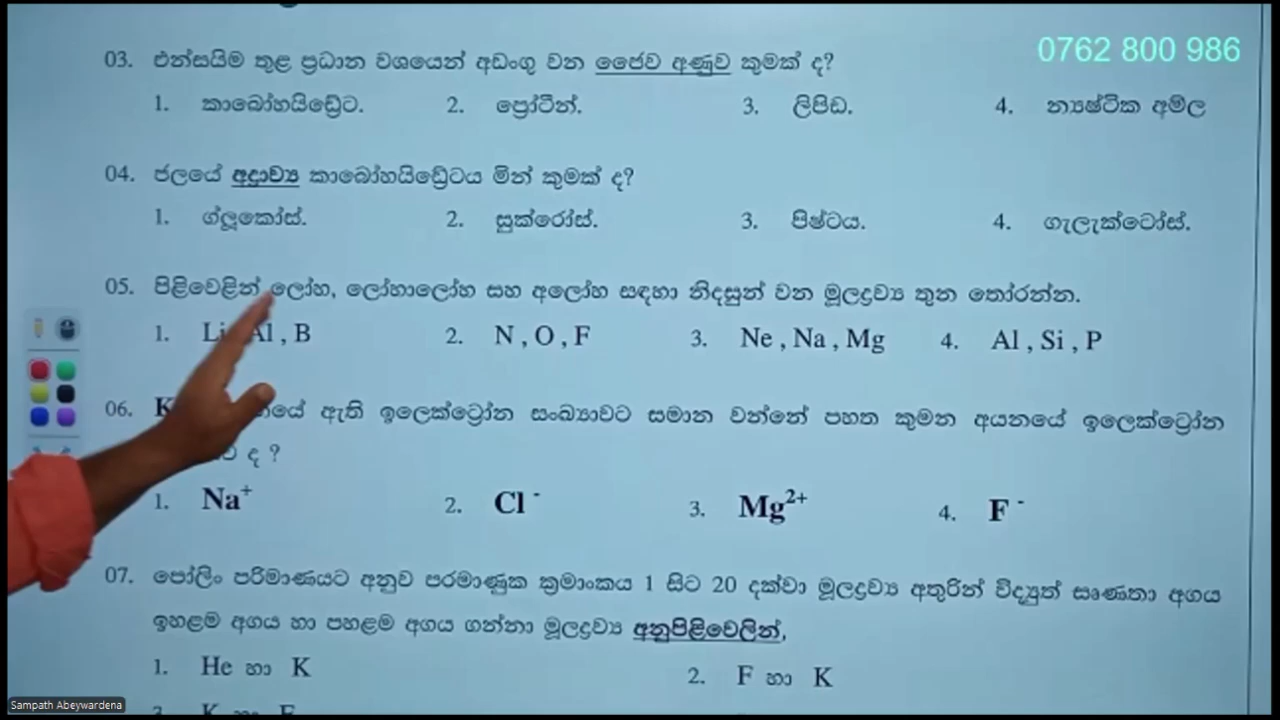 0762 800 986
03. එන්සයිම තුළ ප්‍රධාන වශයෙන් අඩංගු වන ජෛව අණුව කුමක් ද?
1. කාබෝහයිඩ්‍රේට. 2. ප්‍රෝටීන්. 3. ලිපිඩ. 4. න්‍යෂ්ටික අම්ල
04. ජලයේ අද්‍රාව්‍ය කාබෝහයිඩ්‍රේටය මින් කුමක් ද?
1. ග්ලූකෝස්. 2. සුක්රෝස්. 3. පිෂ්ටය. 4. ගැලැක්ටෝස්.
05. පිළිවෙළින් ලෝහ, ලෝහාලෝහ සහ අලෝහ සඳහා නිදසුන් වන මූලද්‍රව්‍ය තුන තෝරන්න.
1. Li, Al , B 2. N , O , F 3. Ne , Na , Mg 4. Al , Si , P
06. K ඇති ඉලෙක්ට්‍රෝන සංඛ්‍යාවට සමාන වන්නේ පහත කුමන අයනයේ ඉලෙක්ට්‍රෝන
ද ?
1. Na⁺ 2. Cl⁻ 3. Mg²⁺ 4. F⁻
07. පෝලිං පරිමාණයට අනුව පරමාණුක ක්‍රමාංකය 1 සිට 20 දක්වා මූලද්‍රව්‍ය අතුරින් විද්‍යුත් සෘණතා අගය
ඉහළම අගය හා පහළම අගය ගන්නා මූලද්‍රව්‍ය අනුපිළිවෙලින්,
1. He හා K 2. F හා K
Sampath Abeywardena